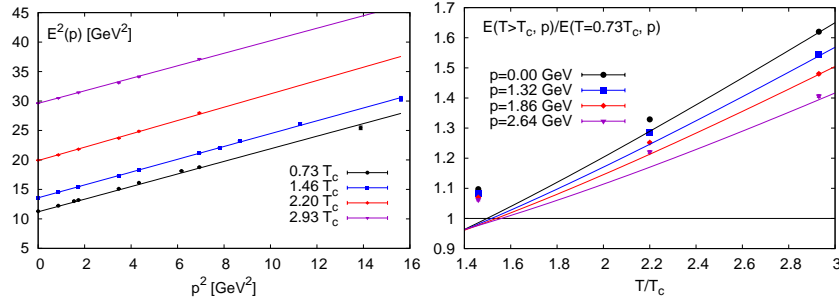 E²(p) [GeV²]
45
40
35
30
25
20
15
10
5
0.73 T_c
1.46 T_c
2.20 T_c
2.93 T_c
0 2 4 6 8 10 12 14 16
p² [GeV²]
1.7
1.6
1.5
1.4
1.3
1.2
1.1
1
0.9
E(T>T_c, p)/E(T=0.73T_c, p)
p=0.00 GeV
p=1.32 GeV
p=1.86 GeV
p=2.64 GeV
1.4 1.6 1.8 2 2.2 2.4 2.6 2.8 3
T/T_c